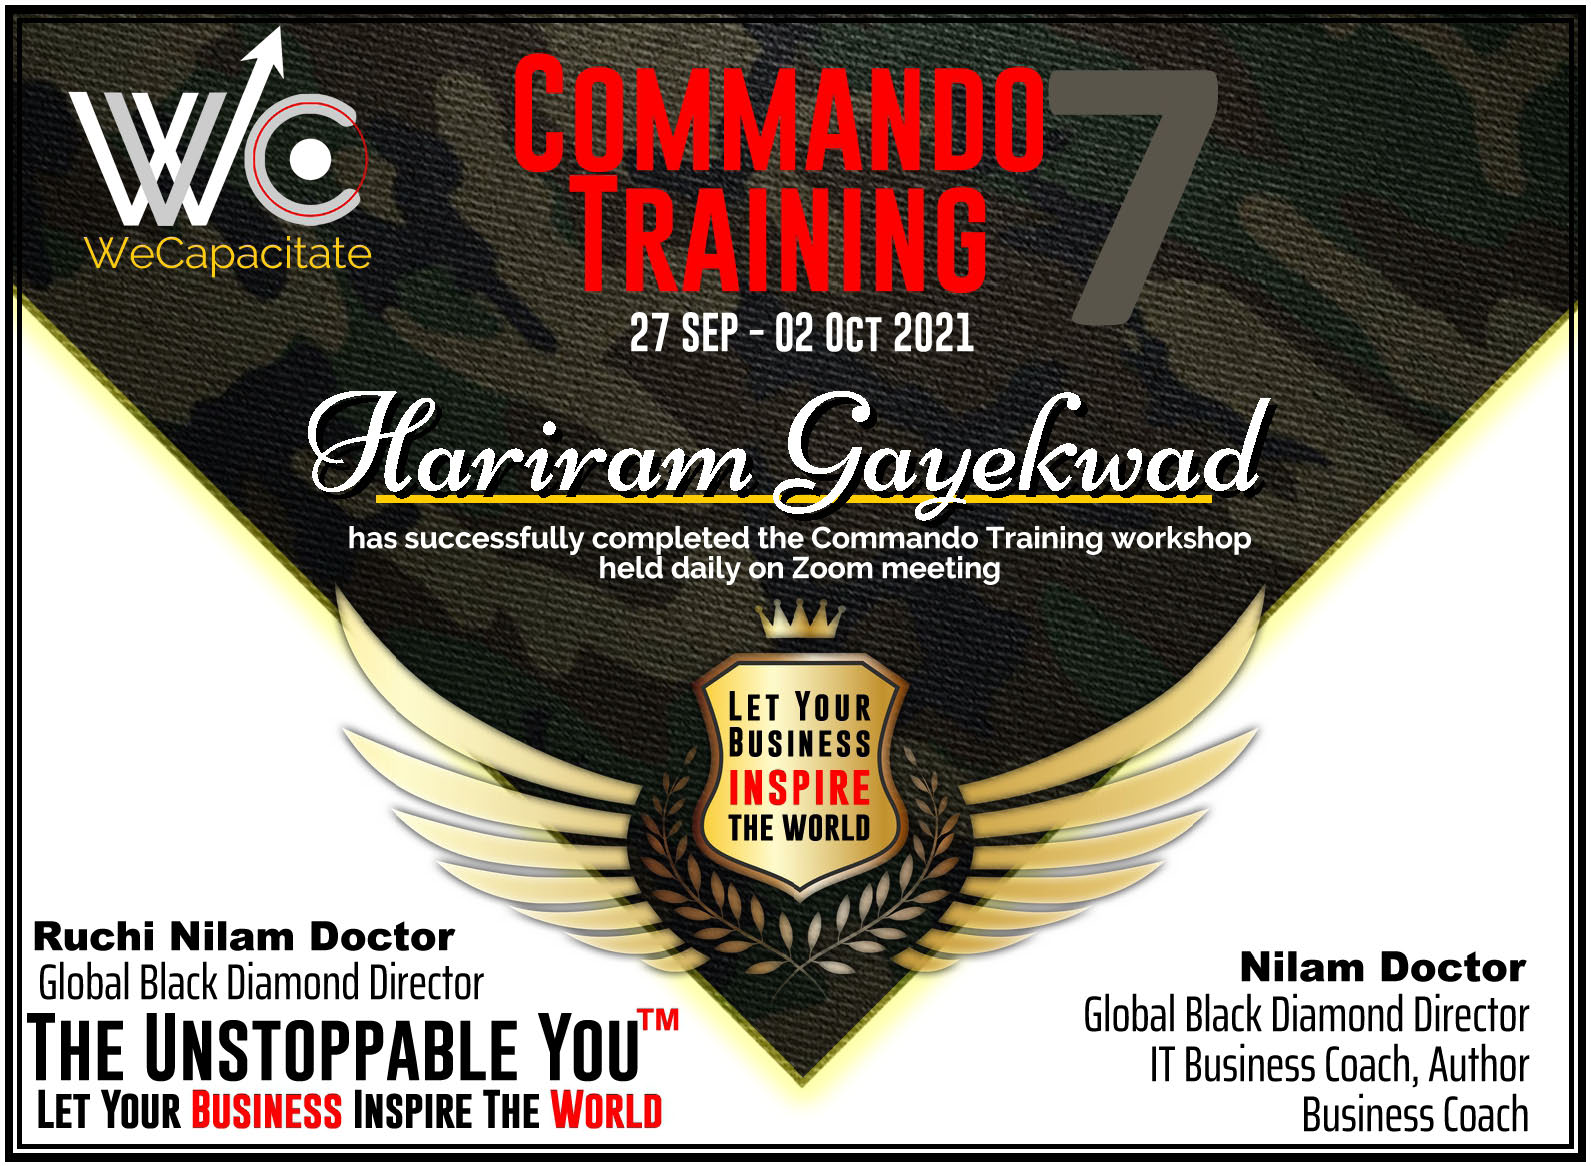 WC
WeCapacitate
COMMANDO
TRAINING
7
27 SEP - 02 OCT 2021
Hariram Gayekwad
has successfully completed the Commando Training workshop
held daily on Zoom meeting
LET YOUR
BUSINESS
INSPIRE
THE WORLD
Ruchi Nilam Doctor
Global Black Diamond Director
THE UNSTOPPABLE YOU™
LET YOUR BUSINESS INSPIRE THE WORLD
Nilam Doctor
Global Black Diamond Director
IT Business Coach, Author
Business Coach